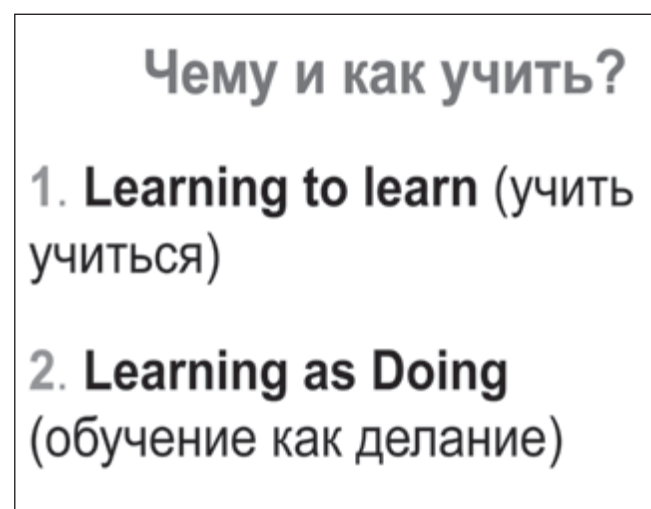 Чему и как учить?
1. Learning to learn (учить
учиться)
2. Learning as Doing
(обучение как делание)